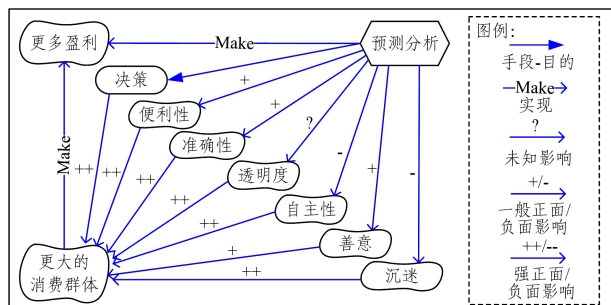 更多盈利
Make
预测分析
决策
+
便利性
+
准确性
?
透明度
-
自主性
+
善意
-
沉迷
Make
++
++
++
++
++
+
++
更大的
消费群体
图例:
手段-目的
Make
实现
?
未知影响
+/-
一般正面/
负面影响
++/--
强正面/
负面影响